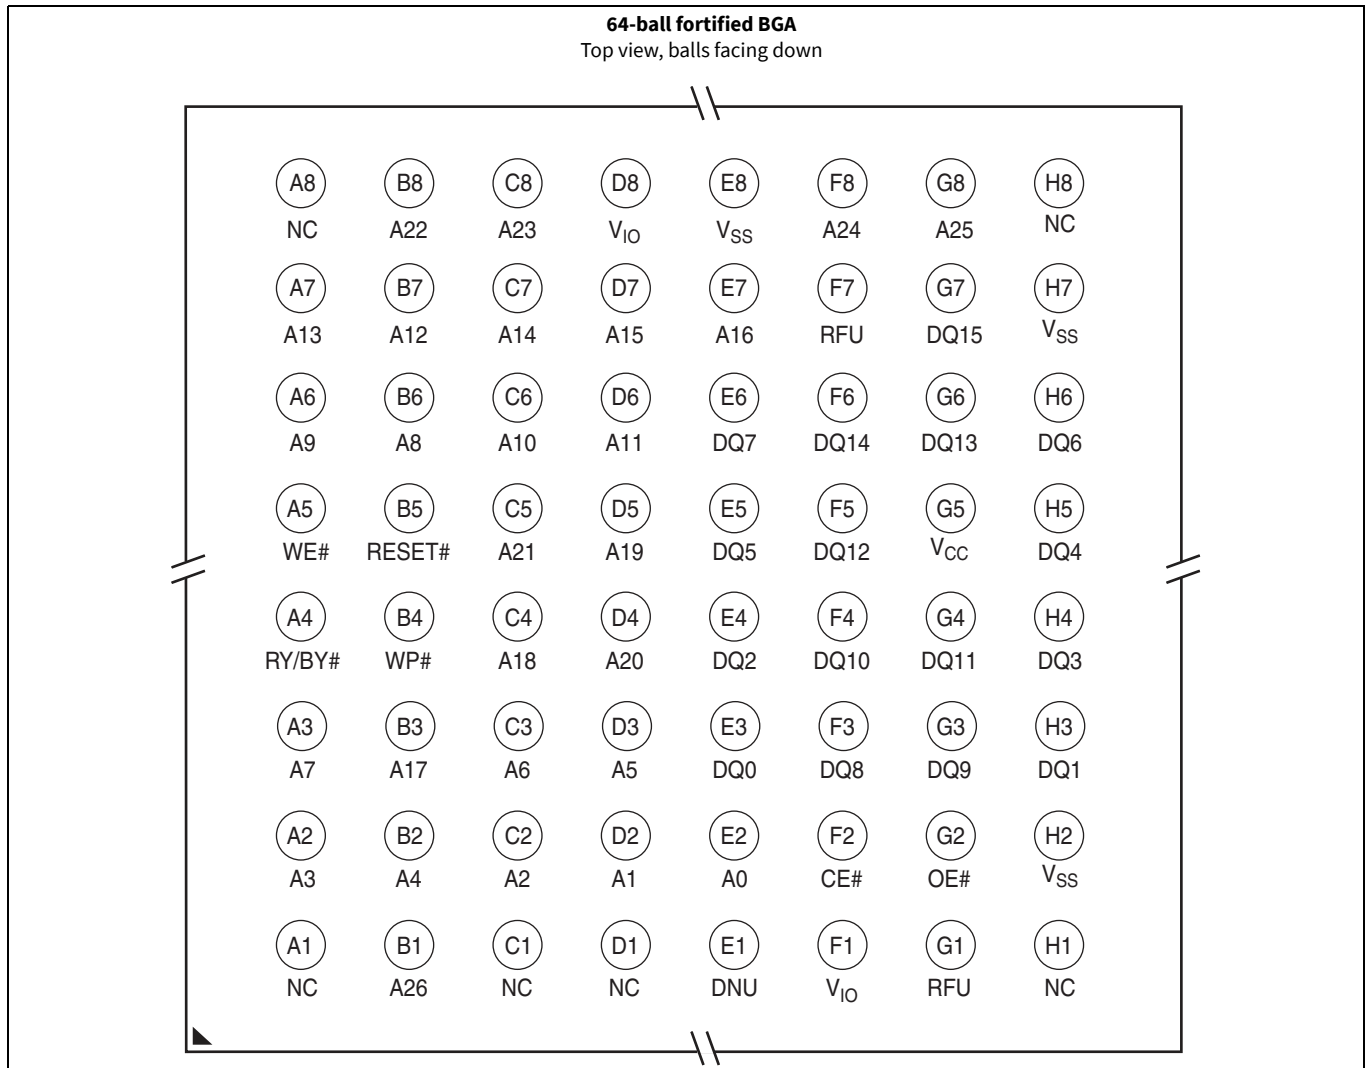 64-ball fortified BGA
Top view, balls facing down
A8 B8 C8 D8 E8 F8 G8 H8
NC A22 A23 VIO VSS A24 A25 NC
A7 B7 C7 D7 E7 F7 G7 H7
A13 A12 A14 A15 A16 RFU DQ15 VSS
A6 B6 C6 D6 E6 F6 G6 H6
A9 A8 A10 A11 DQ7 DQ14 DQ13 DQ6
A5 B5 C5 D5 E5 F5 G5 H5
WE# RESET# A21 A19 DQ5 DQ12 VCC DQ4
A4 B4 C4 D4 E4 F4 G4 H4
RY/BY# WP# A18 A20 DQ2 DQ10 DQ11 DQ3
A3 B3 C3 D3 E3 F3 G3 H3
A7 A17 A6 A5 DQ0 DQ8 DQ9 DQ1
A2 B2 C2 D2 E2 F2 G2 H2
A3 A4 A2 A1 A0 CE# OE# VSS
A1 B1 C1 D1 E1 F1 G1 H1
NC A26 NC NC DNU VIO RFU NC